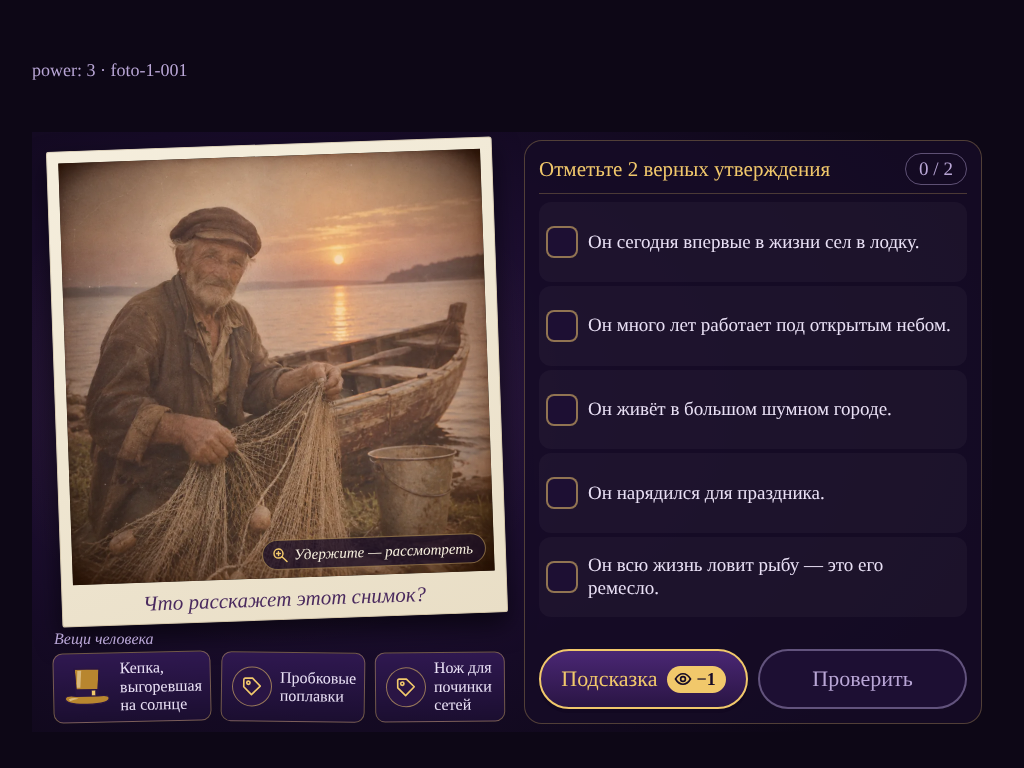 power: 3 · foto-1-001
Удержите — рассмотреть
Что расскажет этот снимок?
Вещи человека
Кепка,
выгоревшая
на солнце
Пробковые
поплавки
Нож для
починки
сетей
Отметьте 2 верных утверждения
0 / 2
Он сегодня впервые в жизни сел в лодку.
Он много лет работает под открытым небом.
Он живёт в большом шумном городе.
Он нарядился для праздника.
Он всю жизнь ловит рыбу — это его
ремесло.
Подсказка −1
Проверить